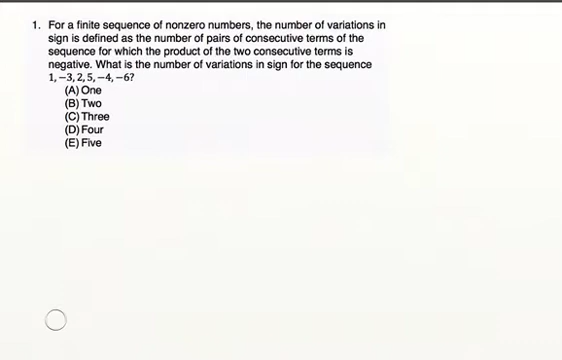 1. For a finite sequence of nonzero numbers, the number of variations in
sign is defined as the number of pairs of consecutive terms of the
sequence for which the product of the two consecutive terms is
negative. What is the number of variations in sign for the sequence
1, −3, 2, 5, −4, −6?
(A) One
(B) Two
(C) Three
(D) Four
(E) Five